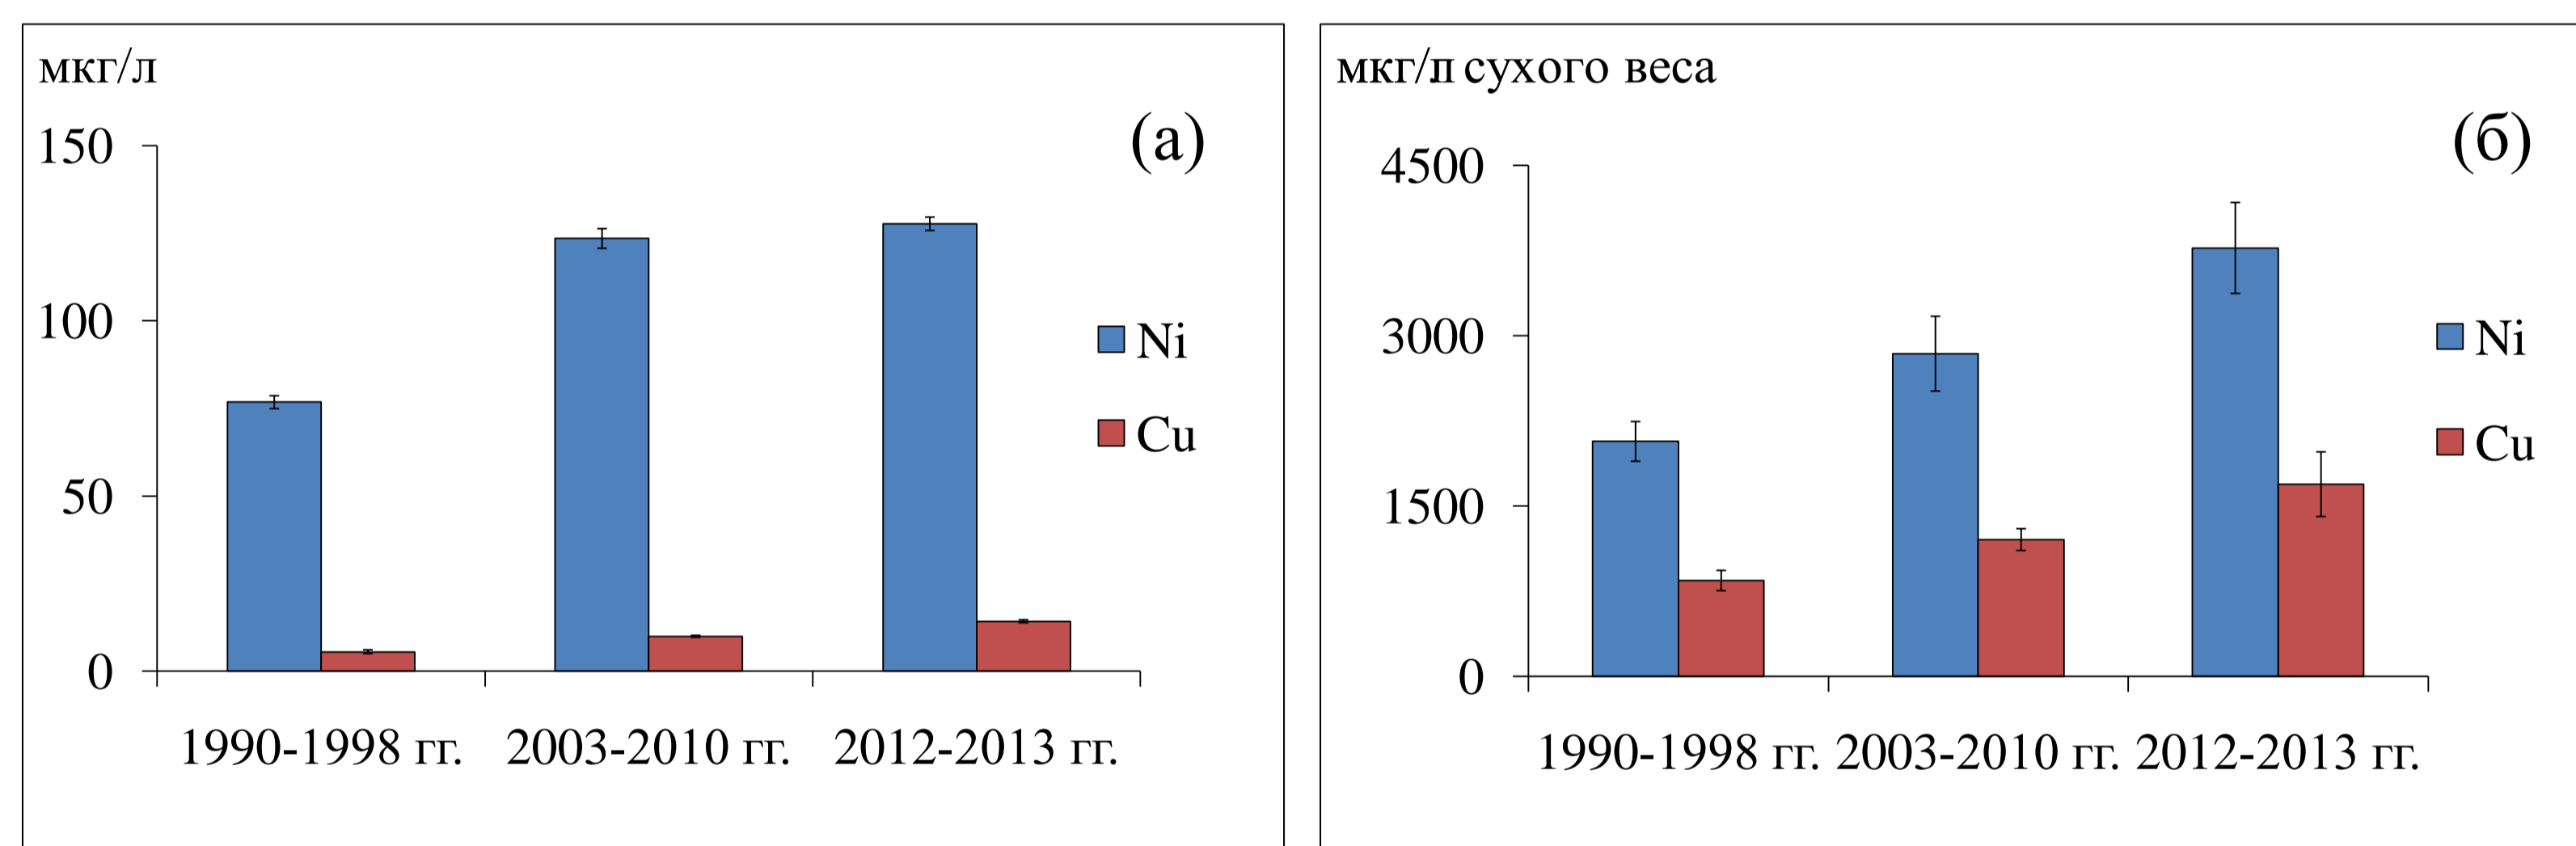 мкг/л
(а)
150
100
50
0
Ni
Cu
1990-1998 гг. 2003-2010 гг. 2012-2013 гг.
мкг/л сухого веса
(б)
4500
3000
1500
0
Ni
Cu
1990-1998 гг. 2003-2010 гг. 2012-2013 гг.